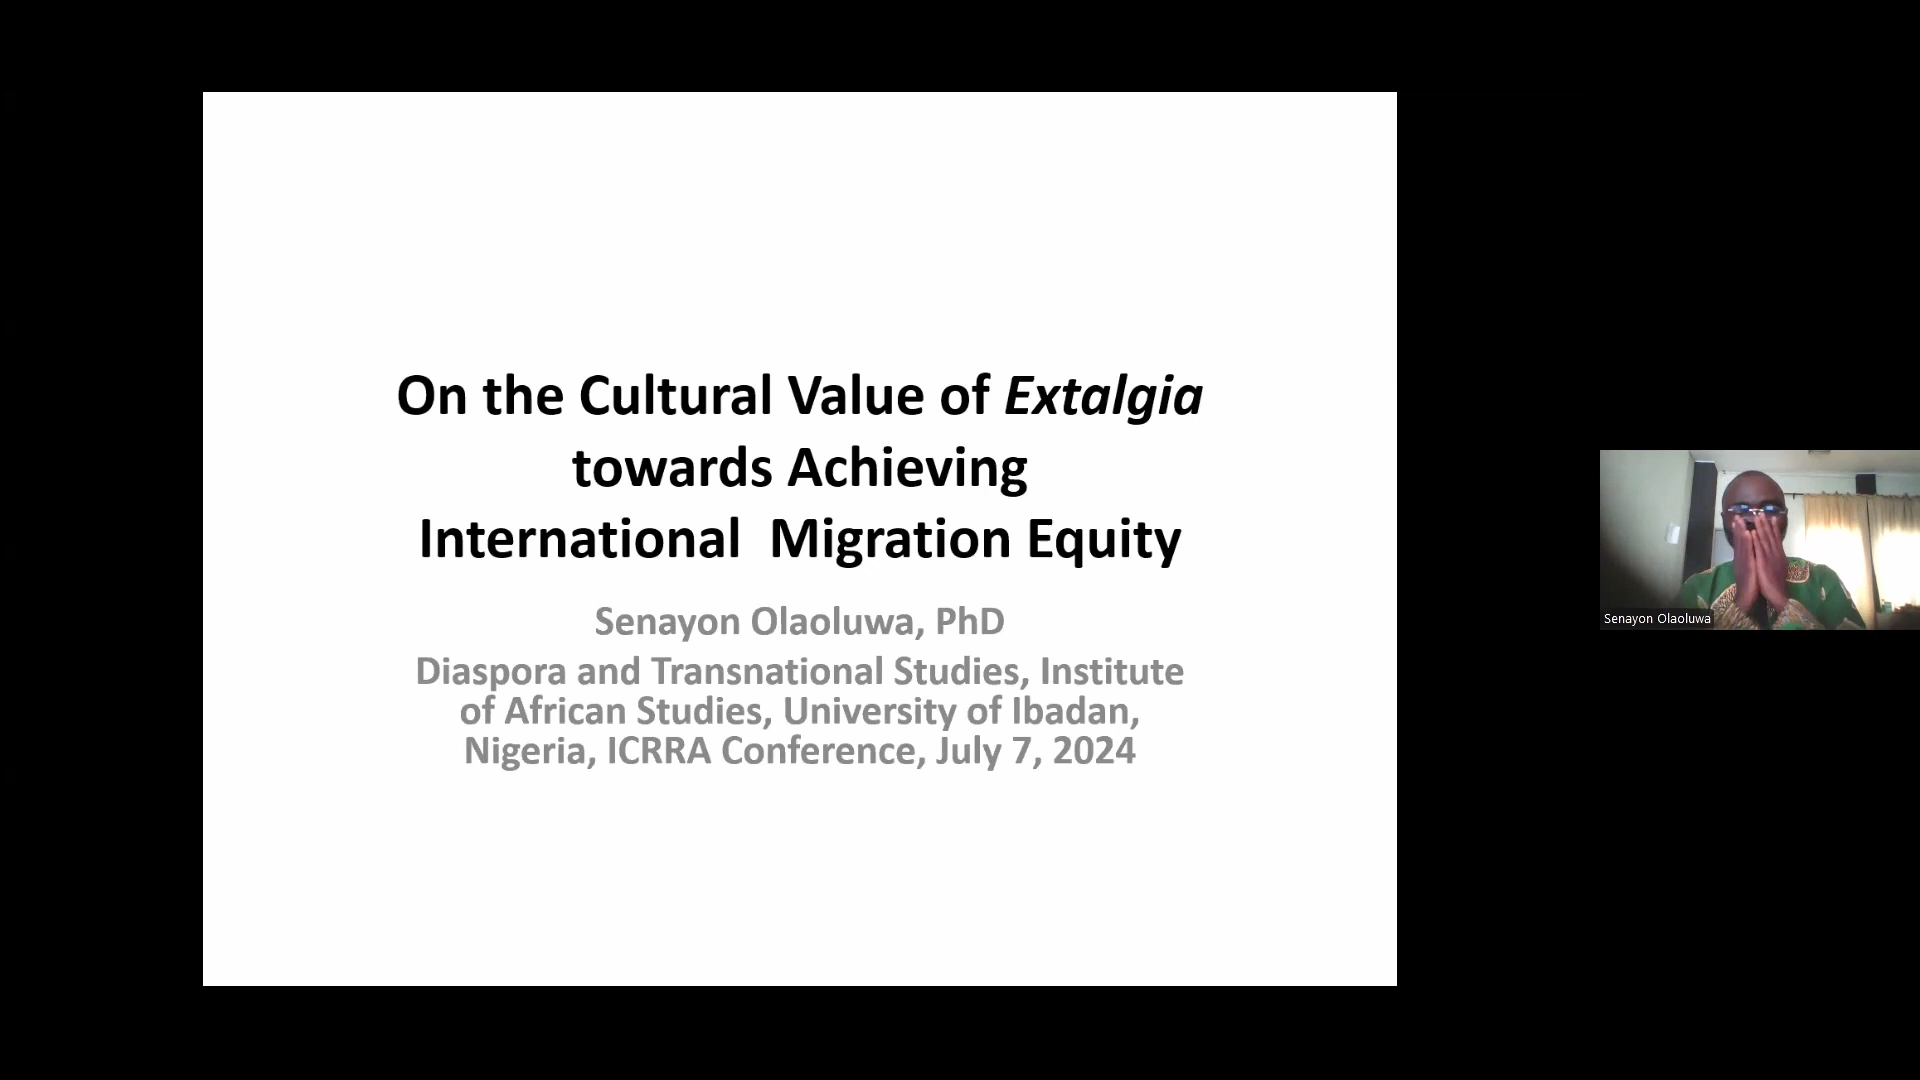 On the Cultural Value of Extalgia
towards Achieving
International  Migration Equity
Senayon Olaoluwa, PhD
Diaspora and Transnational Studies, Institute
of African Studies, University of Ibadan,
Nigeria, ICRRA Conference, July 7, 2024
Senayon Olaoluwa